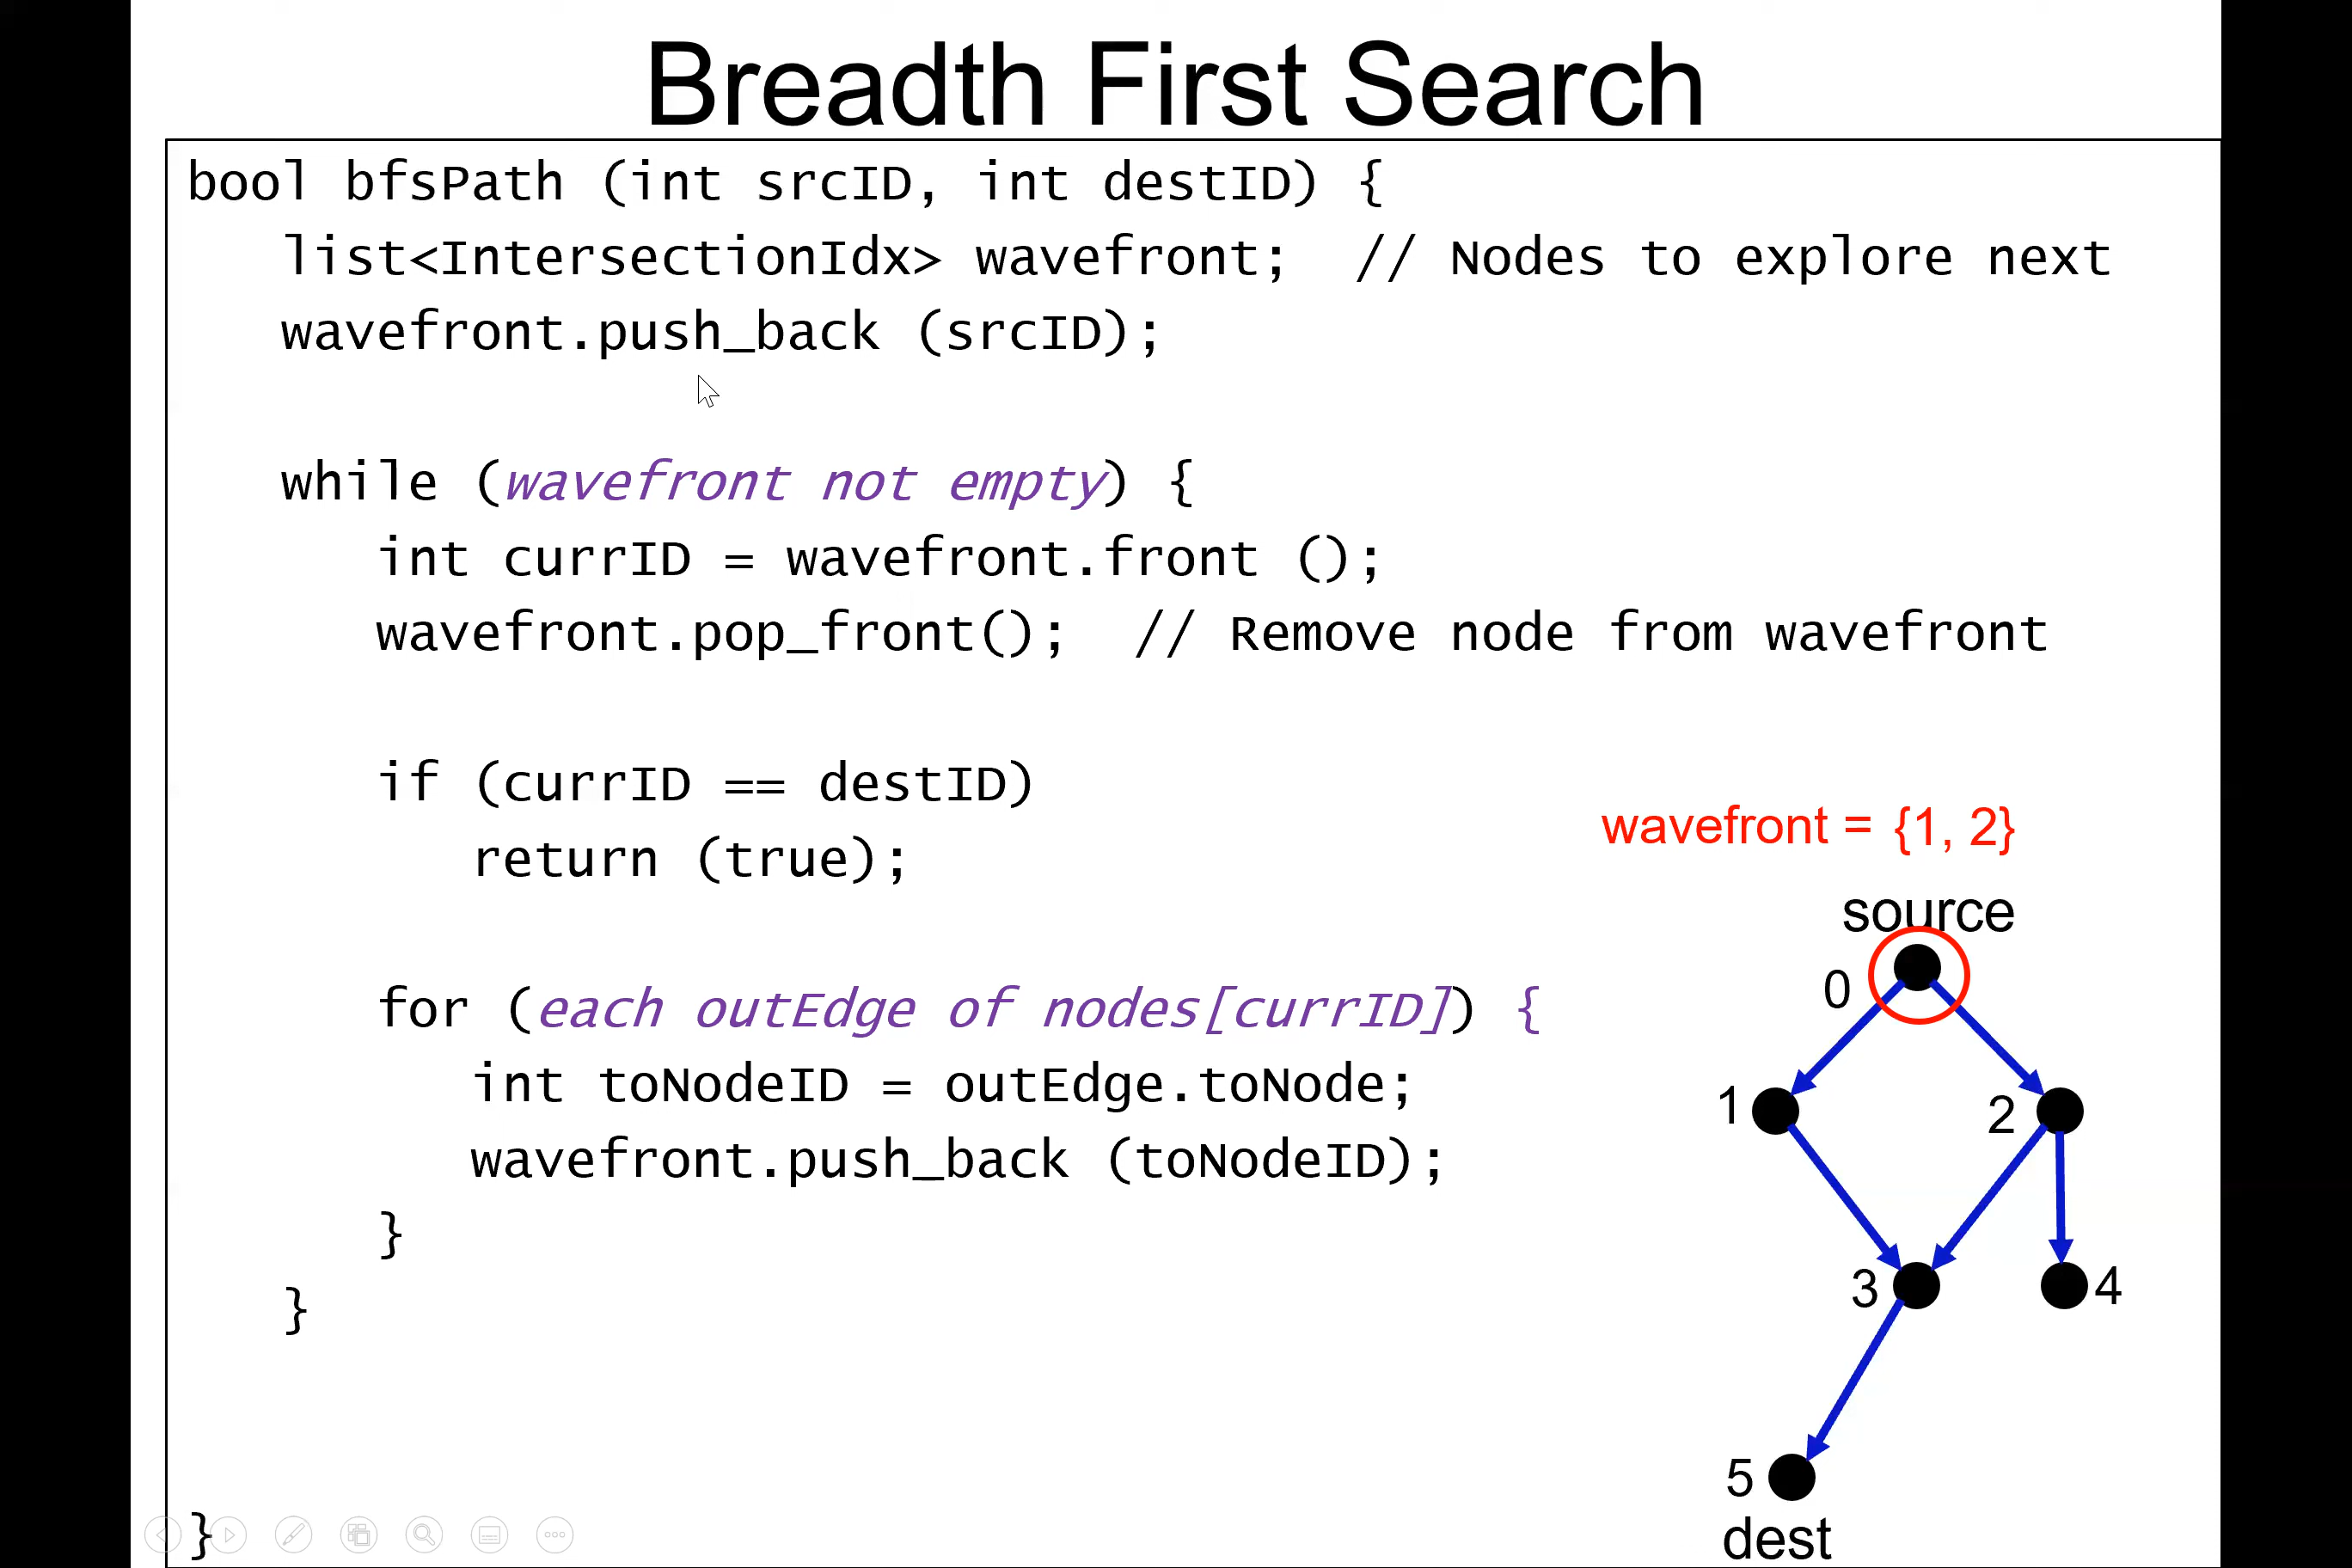 Breadth First Search
bool bfsPath (int srcID, int destID) {
list<IntersectionIdx> wavefront;  // Nodes to explore next
wavefront.push_back (srcID);
while (wavefront not empty) {
int currID = wavefront.front ();
wavefront.pop_front();  // Remove node from wavefront
if (currID == destID)
return (true);
for (each outEdge of nodes[currID]) {
int toNodeID = outEdge.toNode;
wavefront.push_back (toNodeID);
}
}
}
wavefront = {1, 2}
source
0
1
2
3
4
5
dest